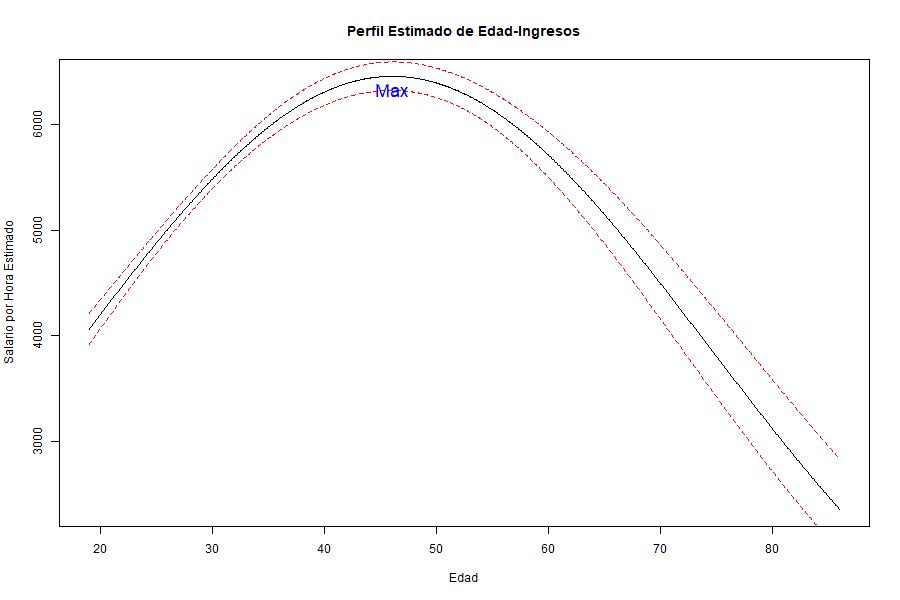 Perfil Estimado de Edad-Ingresos
Max
Salario por Hora Estimado
6000
5000
4000
3000
20 30 40 50 60 70 80
Edad